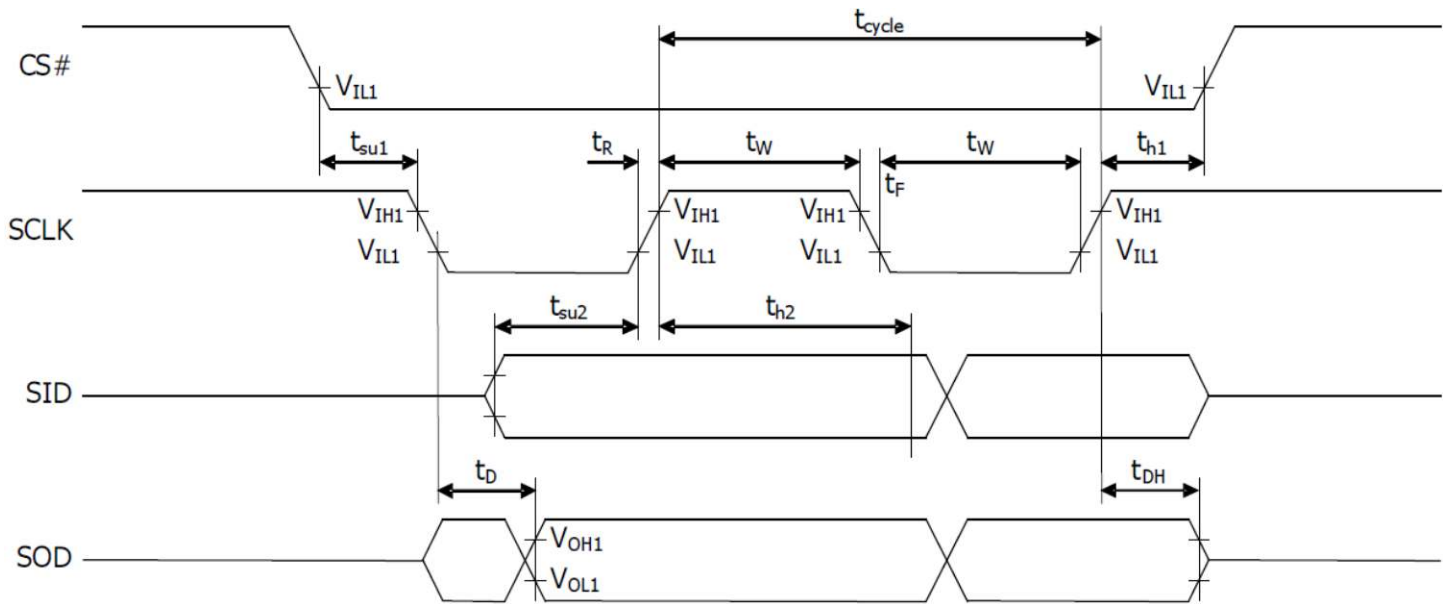 t_cycle
CS#
V_IL1 V_IL1
t_su1 t_R t_W t_W t_h1
t_F
V_IH1 V_IH1 V_IH1 V_IH1
SCLK
V_IL1 V_IL1 V_IL1 V_IL1
t_su2 t_h2
SID
t_D t_DH
V_OH1
SOD
V_OL1